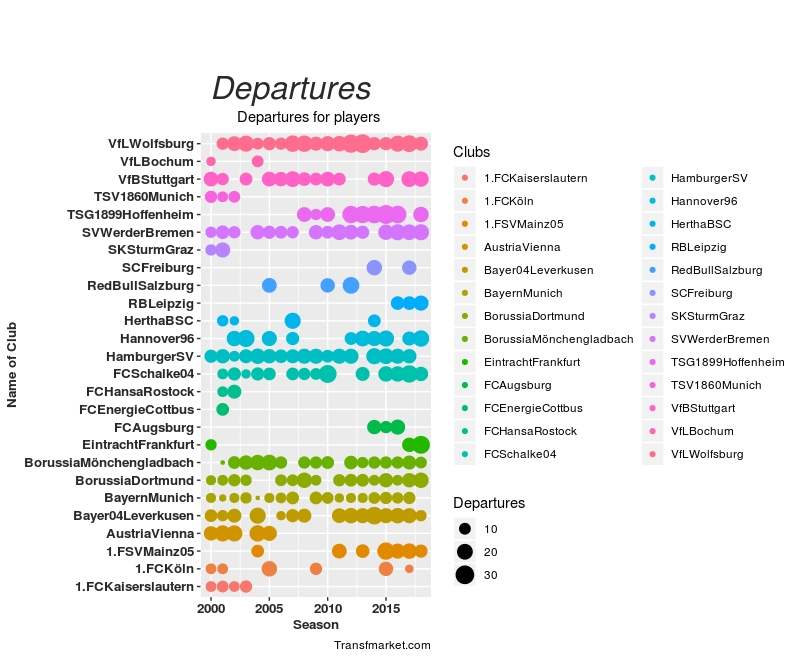 Departures
Departures for players
Name of Club
VfLWolfsburg
VfLBochum
VfBStuttgart
TSV1860Munich
TSG1899Hoffenheim
SVWerderBremen
SKSturmGraz
SCFreiburg
RedBullSalzburg
RBLeipzig
HerthaBSC
Hannover96
HamburgerSV
FCSchalke04
FCHansaRostock
FCEnergieCottbus
FCAugsburg
EintrachtFrankfurt
BorussiaMönchengladbach
BorussiaDortmund
BayernMunich
Bayer04Leverkusen
AustriaVienna
1.FSVMainz05
1.FCKöln
1.FCKaiserslautern
2000 2005 2010 2015
Season
Transfmarket.com
Clubs
1.FCKaiserslautern
1.FCKöln
1.FSVMainz05
AustriaVienna
Bayer04Leverkusen
BayernMunich
BorussiaDortmund
BorussiaMönchengladbach
EintrachtFrankfurt
FCAugsburg
FCEnergieCottbus
FCHansaRostock
FCSchalke04
HamburgerSV
Hannover96
HerthaBSC
RBLeipzig
RedBullSalzburg
SCFreiburg
SKSturmGraz
SVWerderBremen
TSG1899Hoffenheim
TSV1860Munich
VfBStuttgart
VfLBochum
VfLWolfsburg
Departures
10
20
30